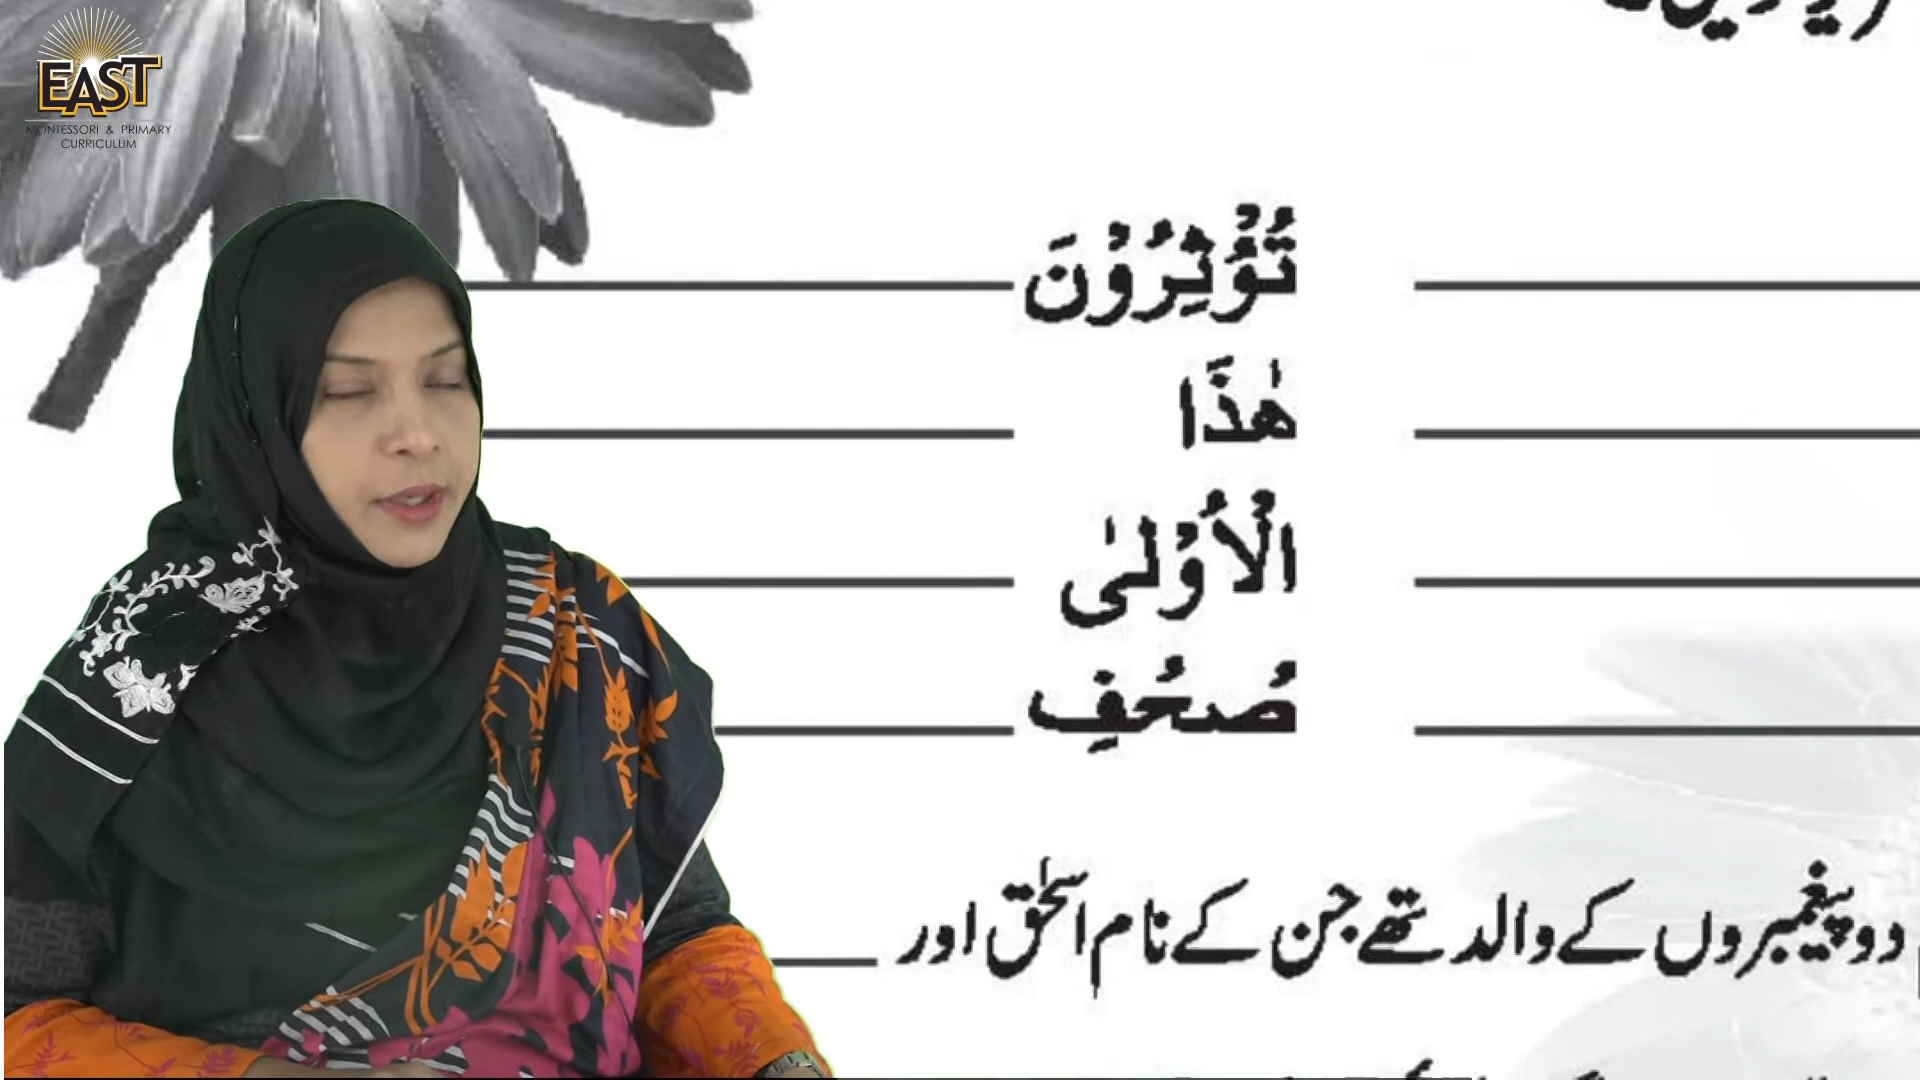 EAST
MONTESSORI & PRIMARY
CURRICULUM
تُؤْثِرُوْنَ
هٰذَا
الْاُوْلٰى
صُحُفِ
دو پیغمبروں کے والد تھے جن کے نام اسحٰق اور